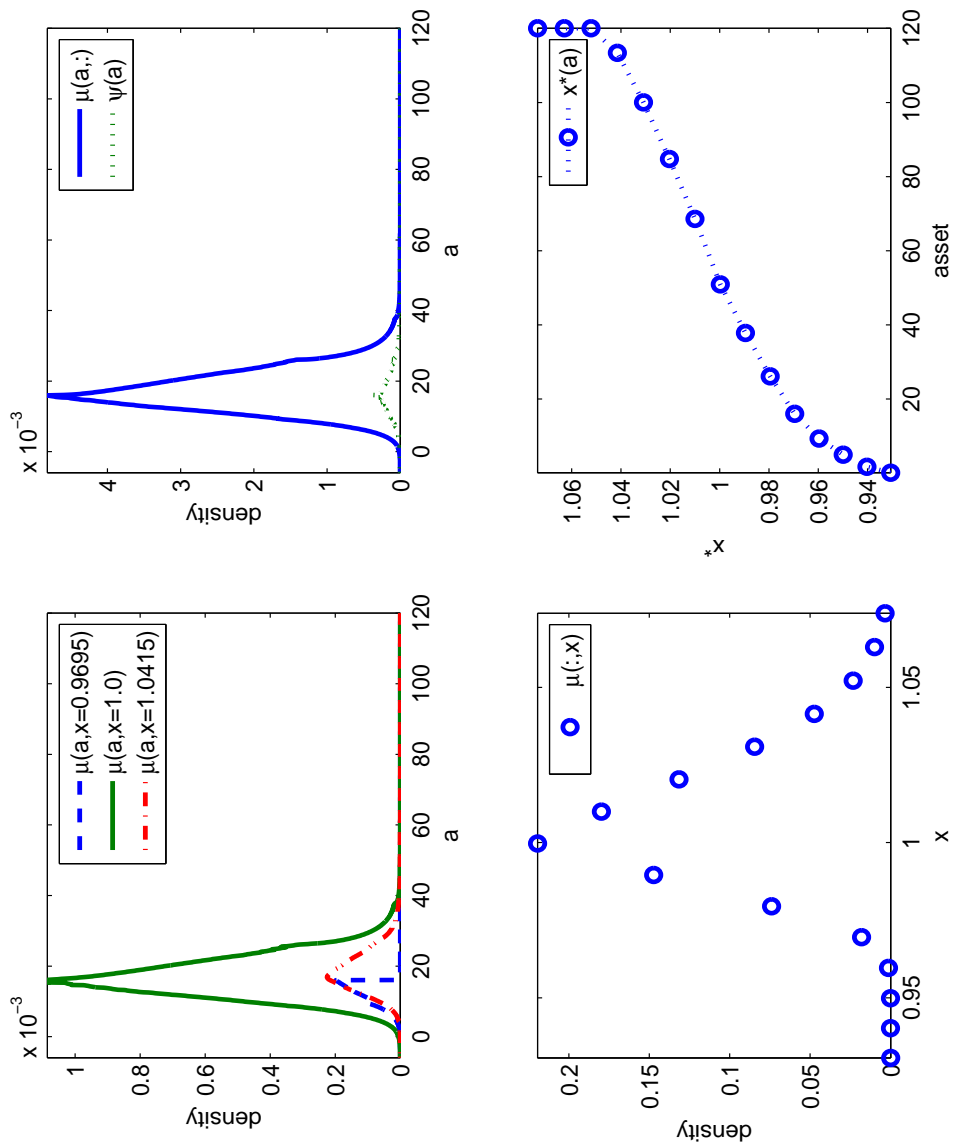 x 10^-3
1
0.8
0.6
0.4
0.2
0
density
0
20
40
60
80
100
120
a
μ(a,x=0.9695)
μ(a,x=1.0)
μ(a,x=1.0415)
x 10^-3
4
3
2
1
0
density
0
20
40
60
80
100
120
a
μ(a,:)
ψ(a)
0.2
0.15
0.1
0.05
0
density
0.95
1
1.05
x
μ(:,x)
1.06
1.04
1.02
1
0.98
0.96
0.94
x*
20
40
60
80
100
120
asset
x*(a)